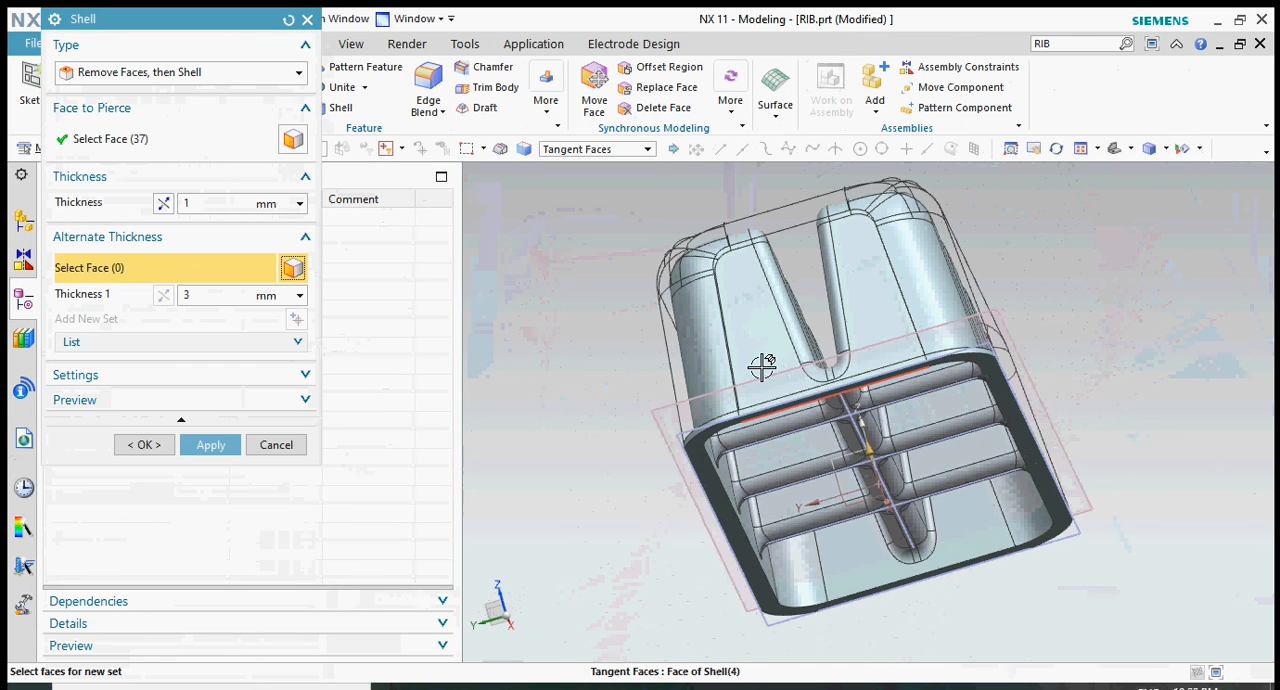 NX
Shell
n Window
Window
NX 11 - Modeling - [RIB.prt (Modified) ]
SIEMENS
File
View
Render
Tools
Application
Electrode Design
RIB
Type
Remove Faces, then Shell
Face to Pierce
Select Face (37)
Thickness
Thickness
1
mm
Alternate Thickness
Select Face (0)
Thickness 1
3
mm
Add New Set
List
Settings
Preview
< OK >
Apply
Cancel
Sket
Pattern Feature
Unite
Shell
Edge
Blend
Chamfer
Trim Body
Draft
More
Feature
Move
Face
Offset Region
Replace Face
Delete Face
More
Synchronous Modeling
Surface
Work on
Assembly
Add
Assembly Constraints
Move Component
Pattern Component
Assemblies
M
Tangent Faces
Comment
Y
Z
Y
X
Dependencies
Details
Preview
Select faces for new set
Tangent Faces : Face of Shell(4)